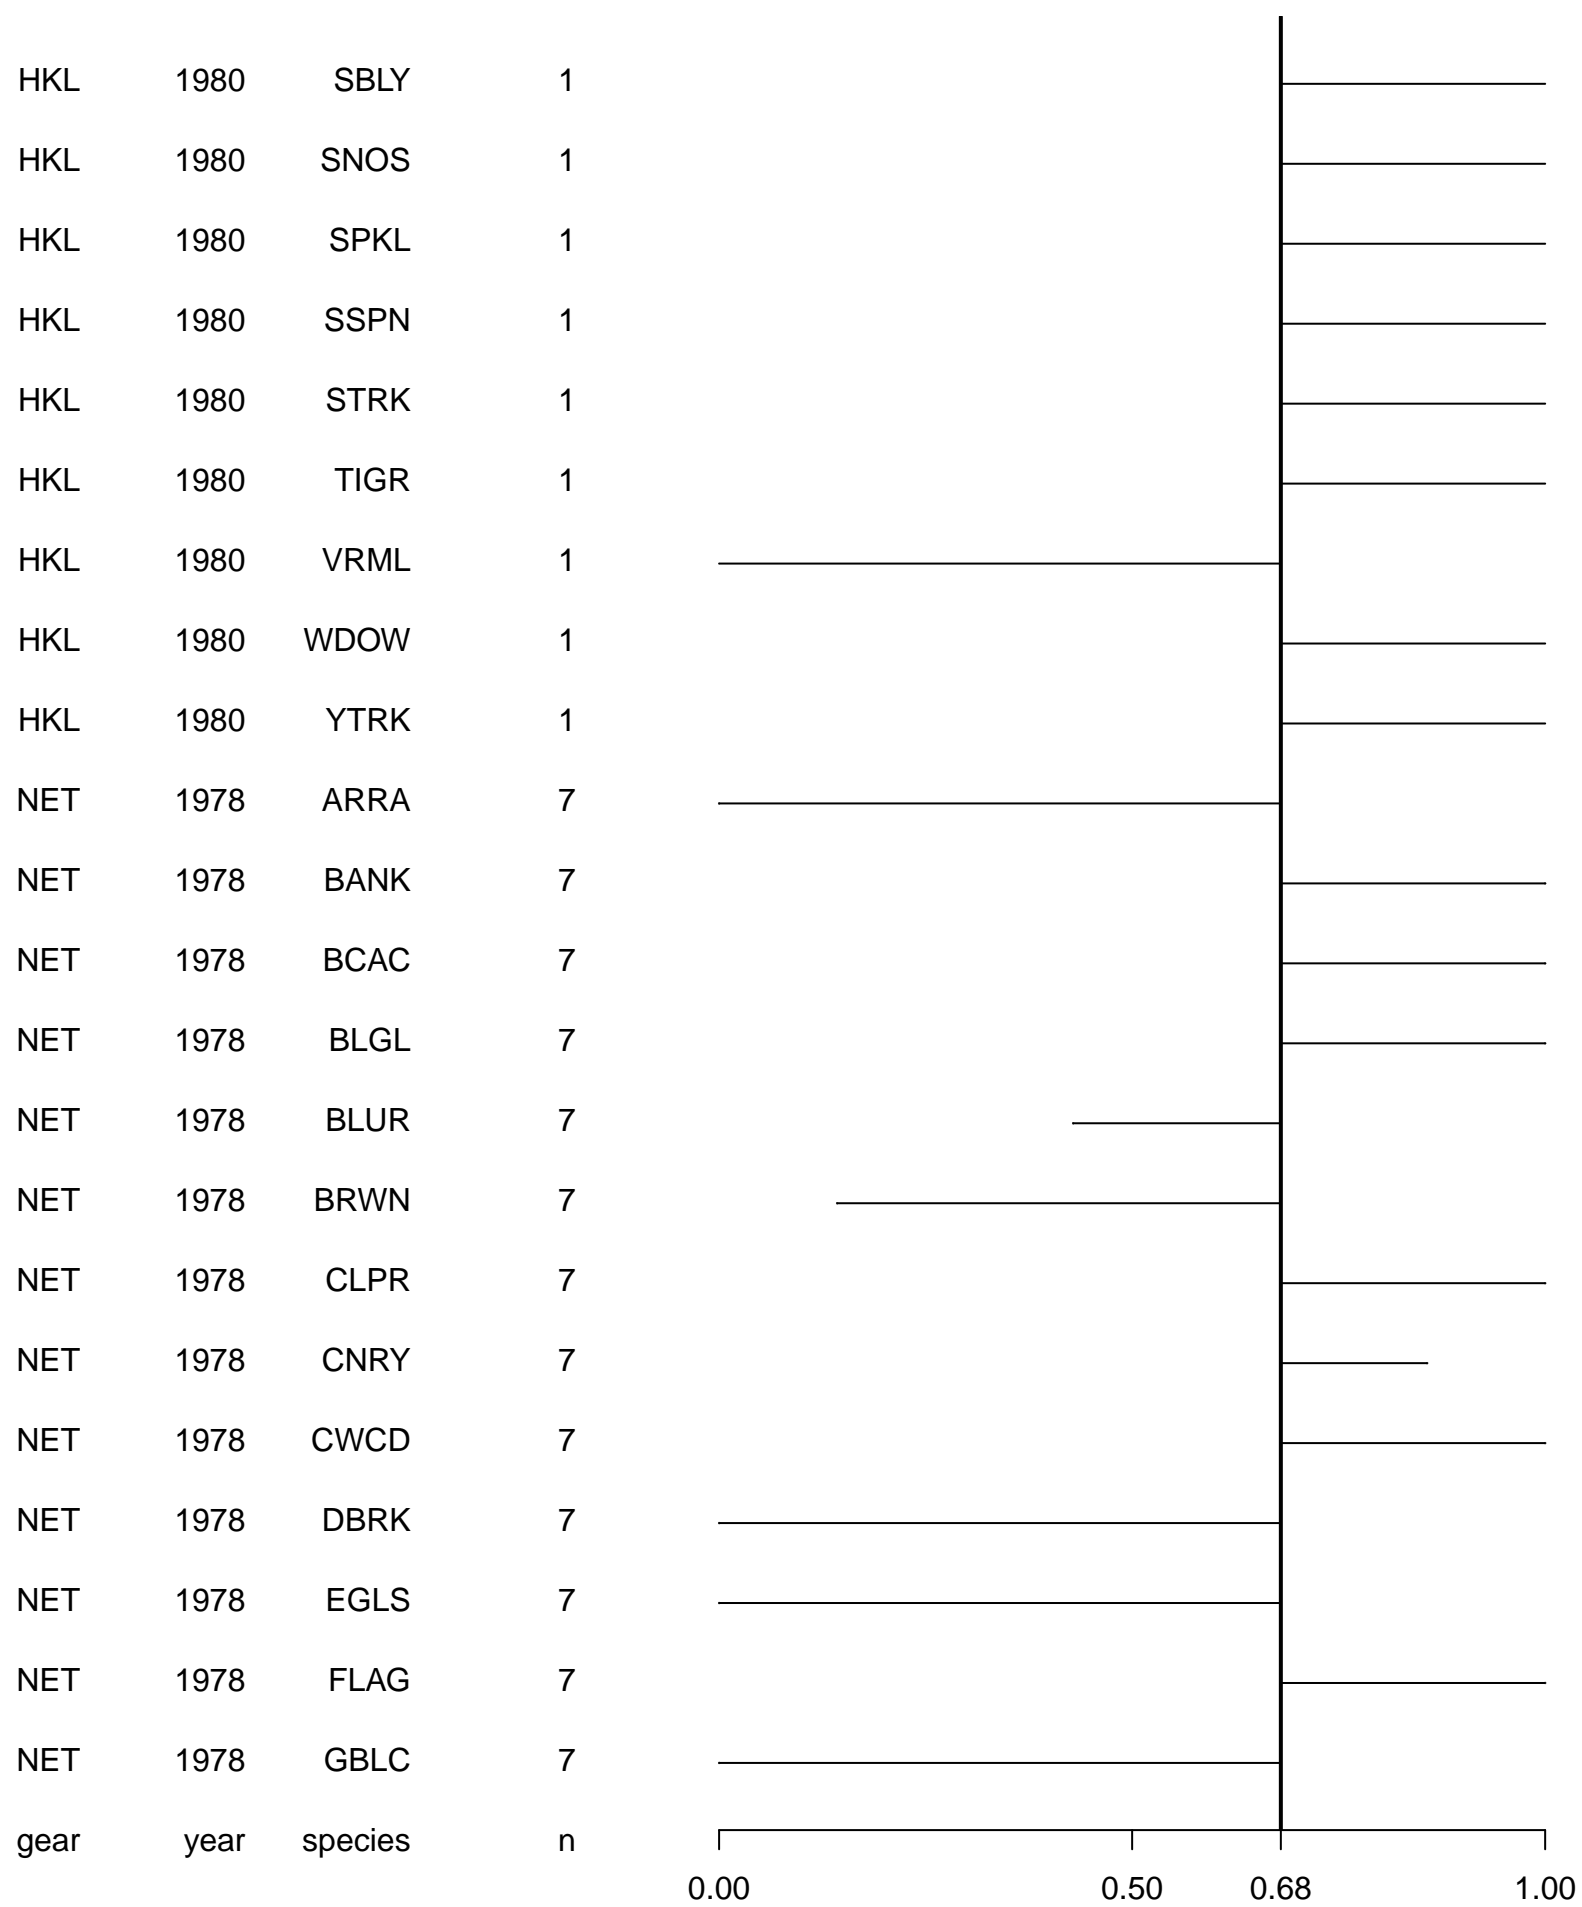 HKL 1980 SBLY 1
HKL 1980 SNOS 1
HKL 1980 SPKL 1
HKL 1980 SSPN 1
HKL 1980 STRK 1
HKL 1980 TIGR 1
HKL 1980 VRML 1
HKL 1980 WDOW 1
HKL 1980 YTRK 1
NET 1978 ARRA 7
NET 1978 BANK 7
NET 1978 BCAC 7
NET 1978 BLGL 7
NET 1978 BLUR 7
NET 1978 BRWN 7
NET 1978 CLPR 7
NET 1978 CNRY 7
NET 1978 CWCD 7
NET 1978 DBRK 7
NET 1978 EGLS 7
NET 1978 FLAG 7
NET 1978 GBLC 7
gear year species n
0.00 0.50 0.68 1.00